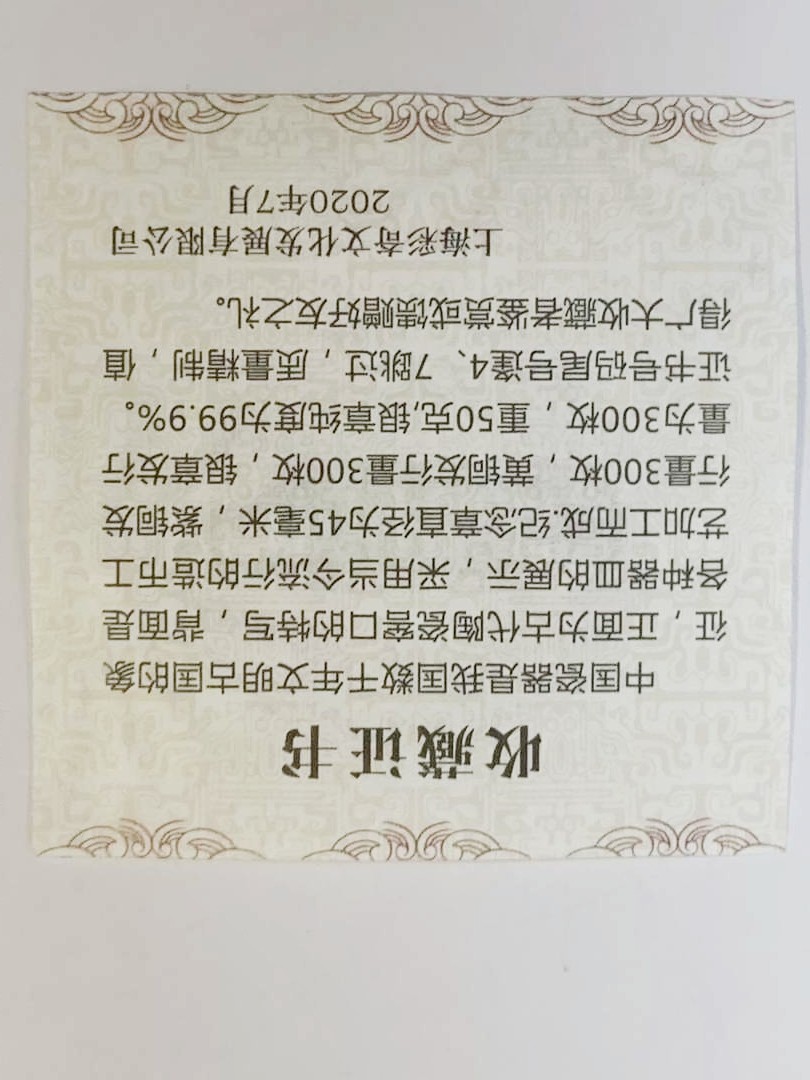 收藏证书
中国瓷器是我国数千年文明古国的象
征，正面为古代陶瓷窖口的特写，背面是
各种器皿的展示，采用当今流行的造币工
艺加工而成.纪念章直径为45毫米，紫铜发
行量300枚，黄铜发行量300枚，银章发行
量为300枚，重50克,银章纯度为99.9%。
证书号码尾号逢4、7跳过，质量精制，值
得广大收藏者鉴赏或馈赠好友之礼。
上海彩奇文化发展有限公司
2020年7月